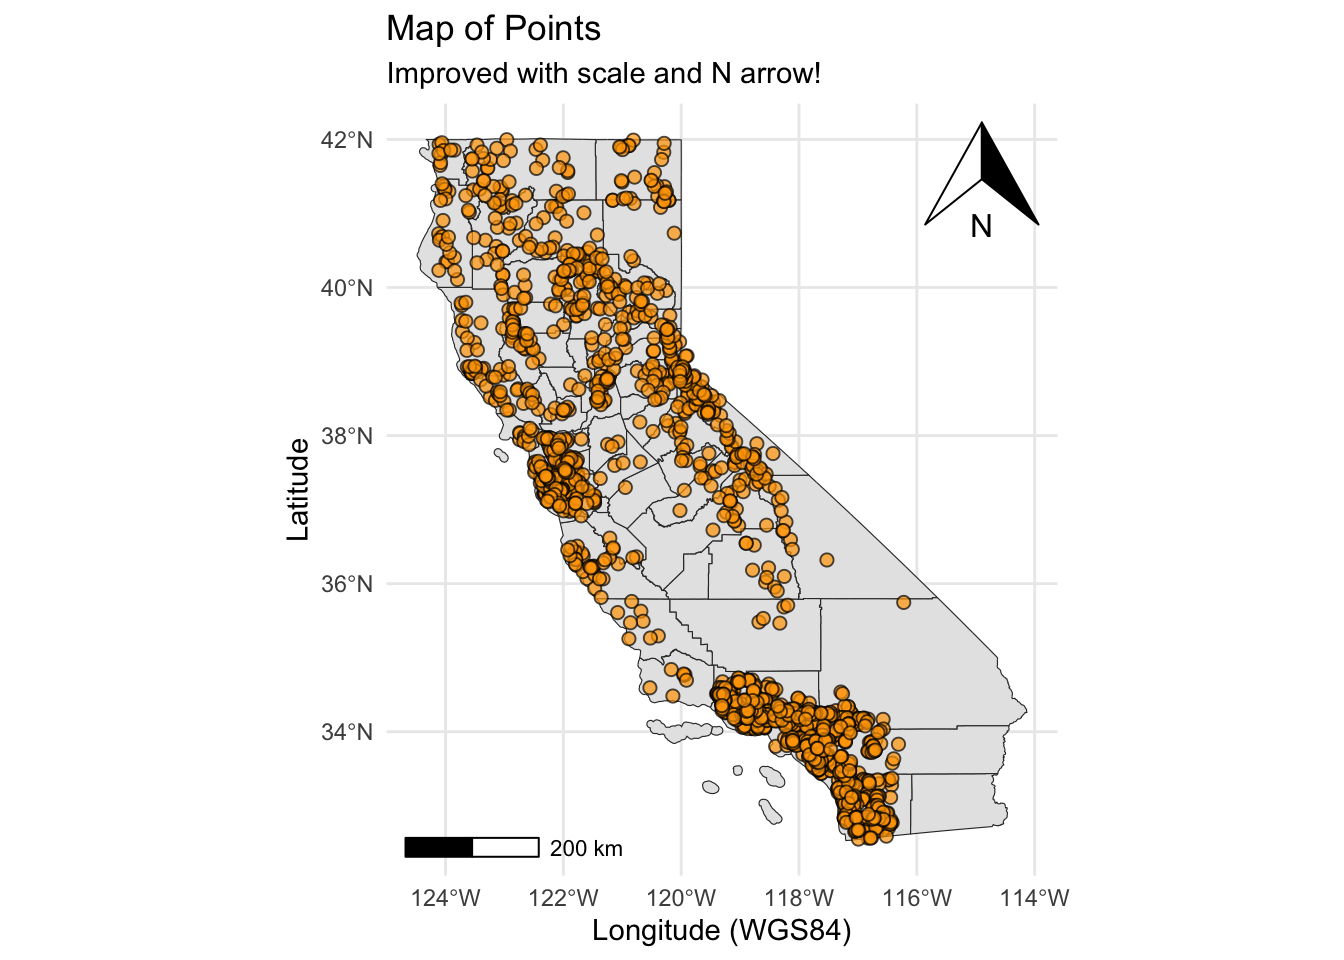 Map of Points
Improved with scale and N arrow!
N
42°N
40°N
38°N
36°N
34°N
Latitude
200 km
124°W 122°W 120°W 118°W 116°W 114°W
Longitude (WGS84)